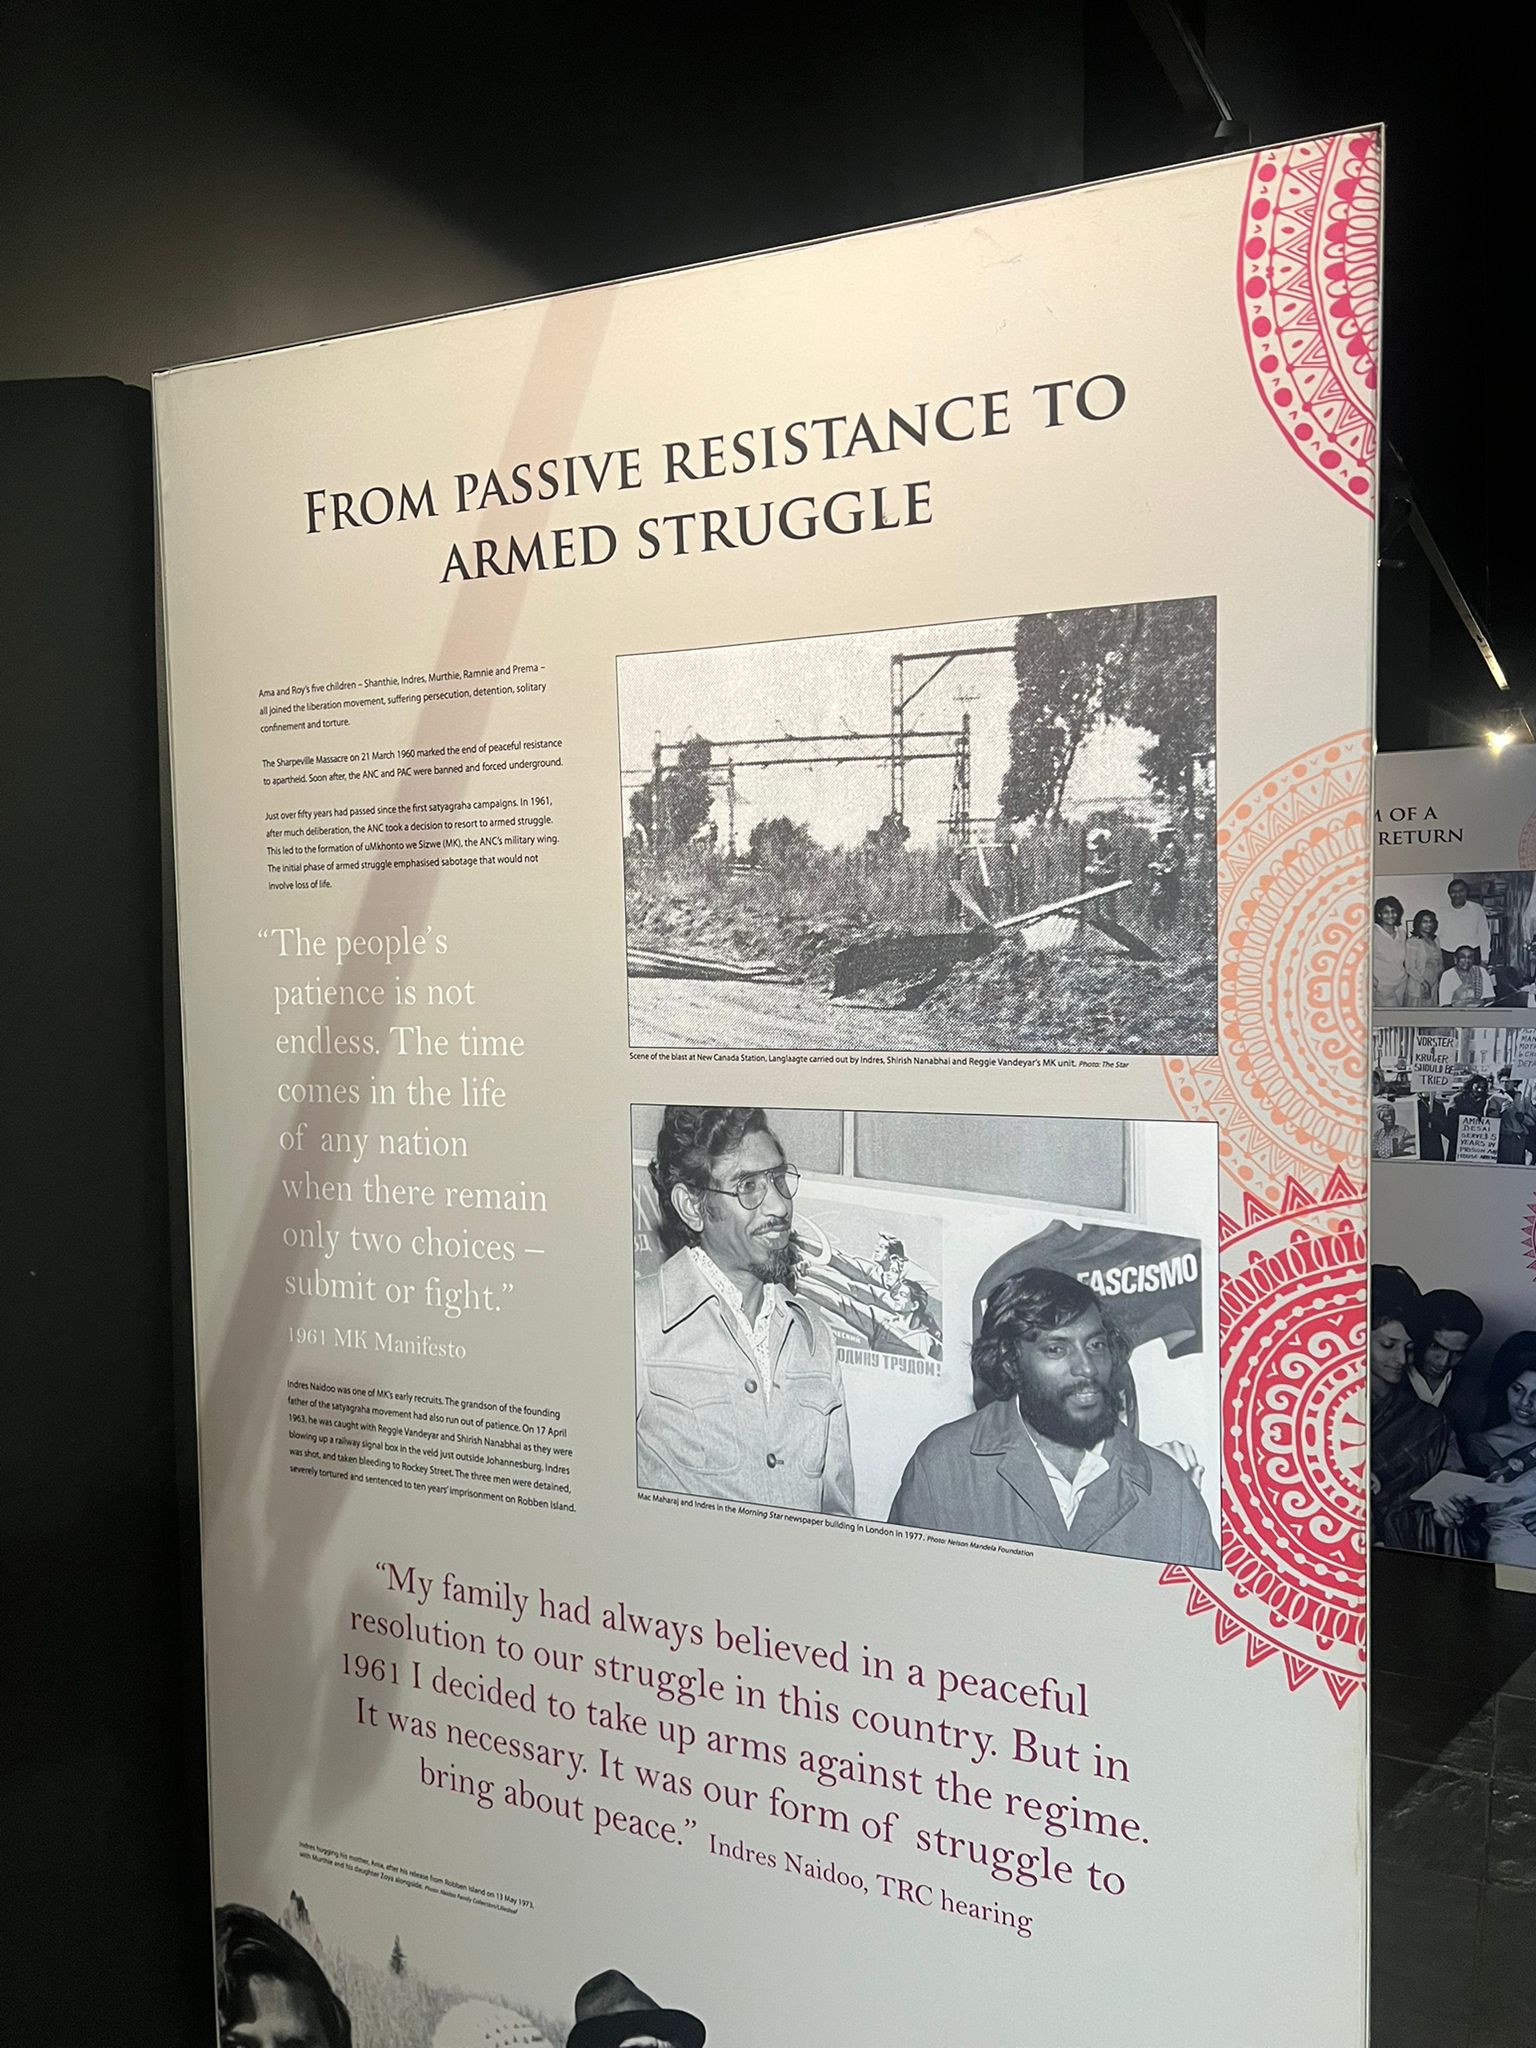 FROM PASSIVE RESISTANCE TO
ARMED STRUGGLE
Ama and Roy's five children – Shanthie, Indres, Murthie, Ramnie and Prema –
all joined the liberation movement, suffering persecution, detention, solitary
confinement and torture.
The Sharpeville Massacre on 21 March 1960 marked the end of peaceful resistance
to apartheid. Soon after, the ANC and PAC were banned and forced underground.
Just over fifty years had passed since the first satyagraha campaigns. In 1961,
after much deliberation, the ANC took a decision to resort to armed struggle.
This led to the formation of uMkhonto we Sizwe (MK), the ANC's military wing.
The initial phase of armed struggle emphasised sabotage that would not
involve loss of life.
“The people's
patience is not
endless. The time
comes in the life
of any nation
when there remain
only two choices –
submit or fight.”
1961 MK Manifesto
Indres Naidoo was one of MK's early recruits. The grandson of the founding
father of the satyagraha movement had also run out of patience. On 17 April
1963, he was caught with Reggie Vandeyar and Shirish Nanabhai as they were
blowing up a railway signal box in the veld just outside Johannesburg. Indres
was shot, and taken bleeding to Rockey Street. The three men were detained,
severely tortured and sentenced to ten years' imprisonment on Robben Island.
Scene of the blast at New Canada Station, Langlaagte carried out by Indres, Shirish Nanabhai and Reggie Vandeyar's MK unit. Photo: The Star
FASCISMO
ОДИНУ ТРУДОМ!
Mac Maharaj and Indres in the Morning Star newspaper building in London in 1977. Photo: Nelson Mandela Foundation
“My family had always believed in a peaceful
resolution to our struggle in this country. But in
1961 I decided to take up arms against the regime.
It was necessary. It was our form of struggle to
bring about peace.” Indres Naidoo, TRC hearing
Indres hugging his mother, Ama, after his release from Robben Island on 13 May 1973,
with Murthie and his daughter Zoya alongside. Photo: Naidoo Family Collection/Liliesleaf
M OF A
RETURN
VORSTER
KRUGER
SHOULD BE
TRIED
AMINA
DESAI
SERVED 5
YEARS IN
PRISON